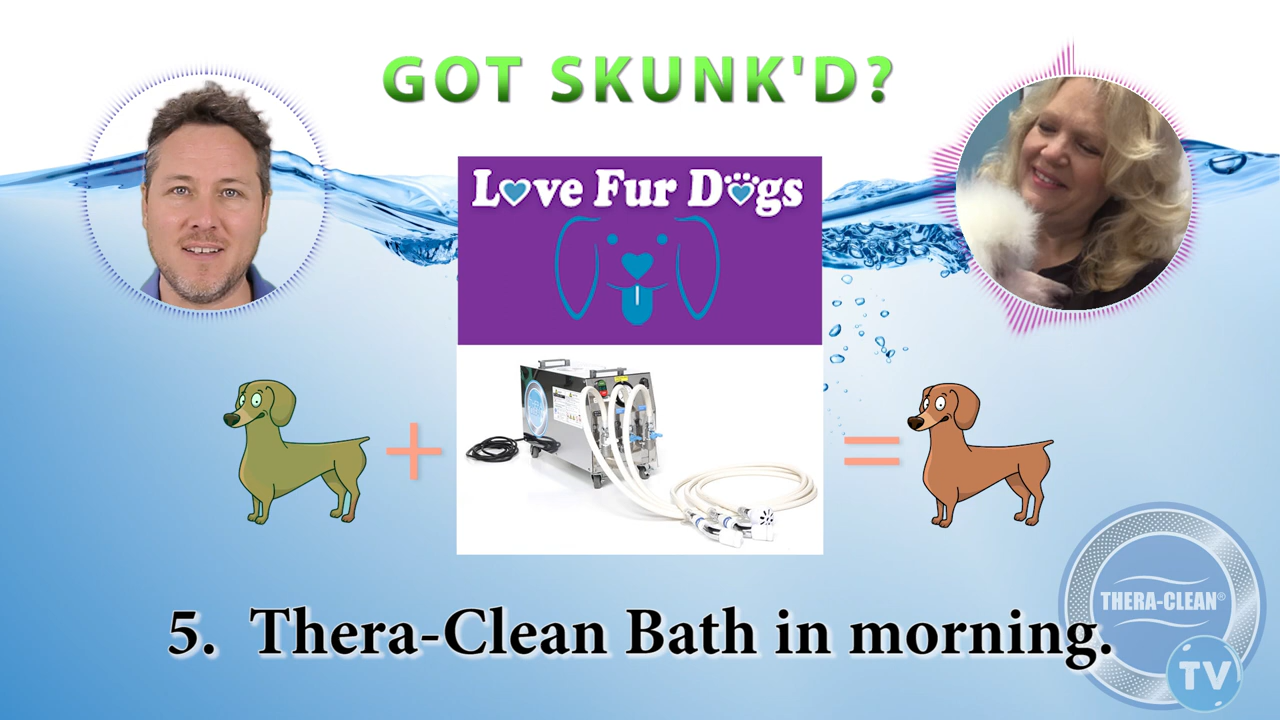 GOT SKUNK'D?
Love Fur Dogs
+
=
5. Thera-Clean Bath in morning.
THERA-CLEAN®
TV